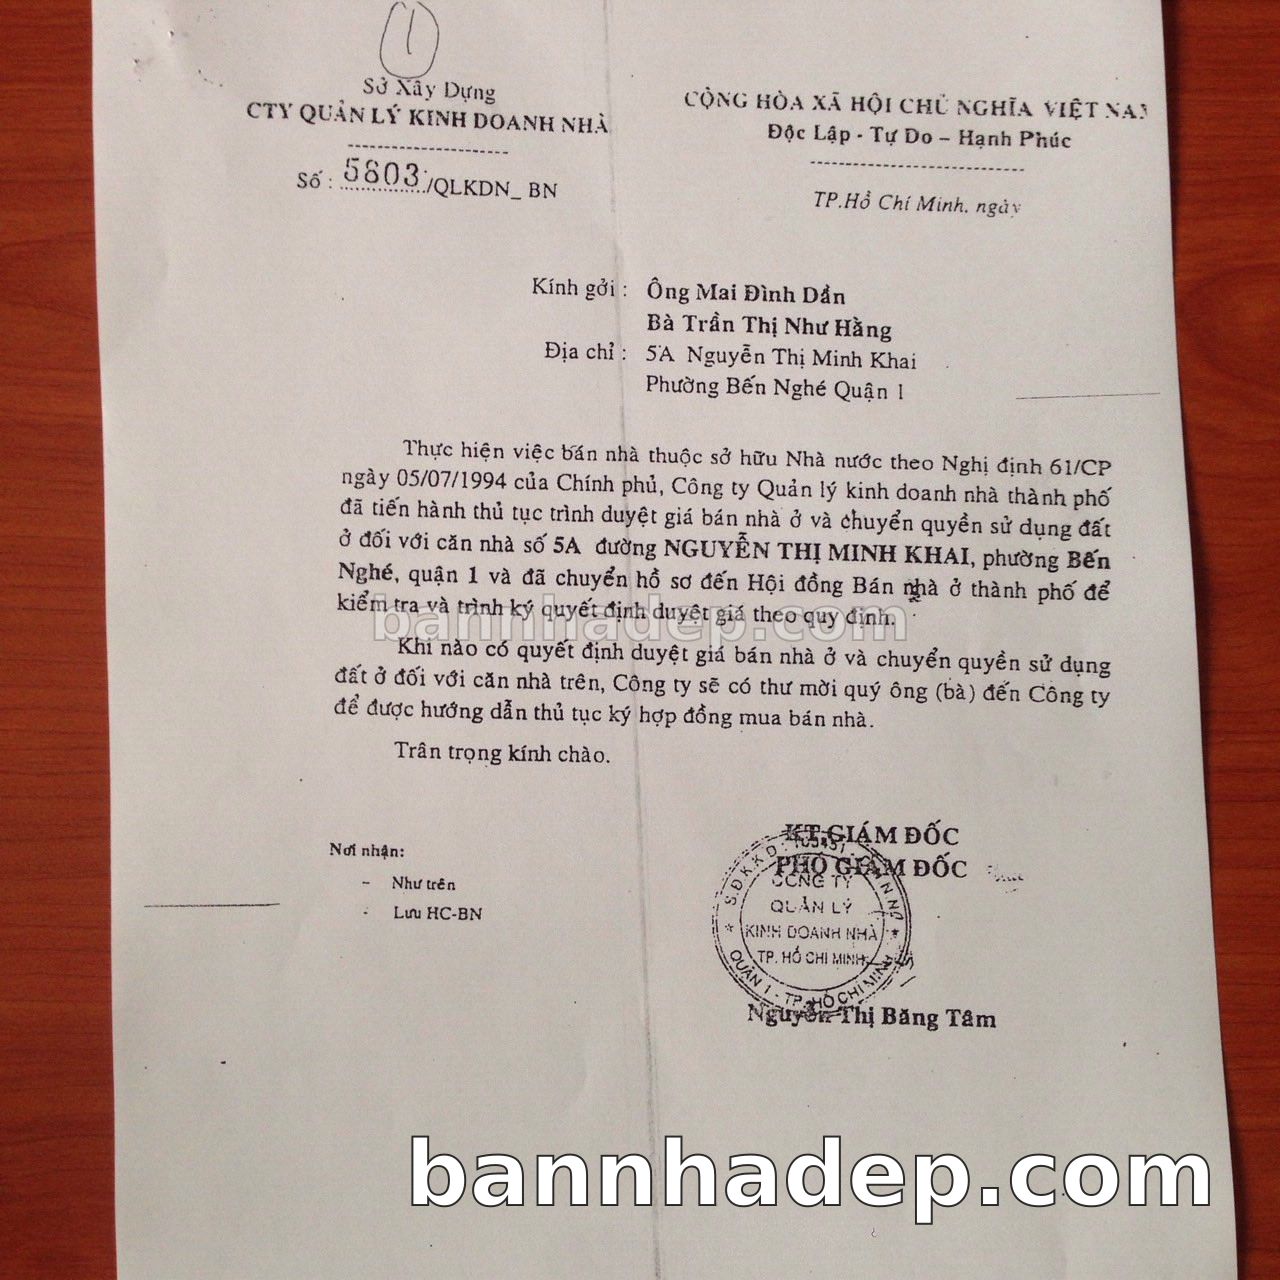 1
Sở Xây Dựng
CTY QUẢN LÝ KINH DOANH NHÀ
Số : 5803/QLKDN_ BN
CỘNG HÒA XÃ HỘI CHỦ NGHĨA VIỆT NAM
Độc Lập - Tự Do – Hạnh Phúc
TP.Hồ Chí Minh, ngày
Kính gởi : Ông Mai Đình Dần
Bà Trần Thị Như Hằng
Địa chỉ : 5A Nguyễn Thị Minh Khai
Phường Bến Nghé Quận 1
Thực hiện việc bán nhà thuộc sở hữu Nhà nước theo Nghị định 61/CP
ngày 05/07/1994 của Chính phủ, Công ty Quản lý kinh doanh nhà thành phố
đã tiến hành thủ tục trình duyệt giá bán nhà ở và chuyển quyền sử dụng đất
ở đối với căn nhà số 5A đường NGUYỄN THỊ MINH KHAI, phường Bến
Nghé, quận 1 và đã chuyển hồ sơ đến Hội đồng Bán nhà ở thành phố để
kiểm tra và trình ký quyết định duyệt giá theo quy định.
bannhadep.com
Khi nào có quyết định duyệt giá bán nhà ở và chuyển quyền sử dụng
đất ở đối với căn nhà trên, Công ty sẽ có thư mời quý ông (bà) đến Công ty
để được hướng dẫn thủ tục ký hợp đồng mua bán nhà.
Trân trọng kính chào.
Nơi nhận:
- Như trên
- Lưu HC-BN
KT.GIÁM ĐỐC
PHÓ GIÁM ĐỐC
S.ĐKKD:
CÔNG TY
QUẢN LÝ
KINH DOANH NHÀ
TP. HỒ CHÍ MINH
QUẬN 1 - TP. HỒ CHÍ MINH
Nguyễn Thị Băng Tâm
bannhadep.com